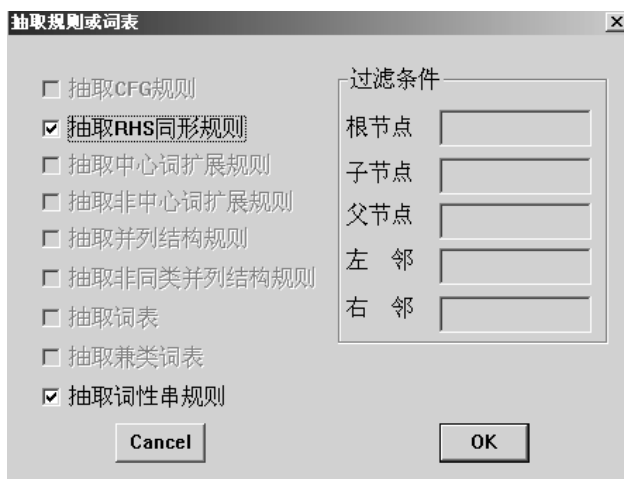 抽取规则或词表
抽取CFG规则
抽取RHS同形规则
抽取中心词扩展规则
抽取非中心词扩展规则
抽取并列结构规则
抽取非同类并列结构规则
抽取词表
抽取兼类词表
抽取词性串规则
过滤条件
根节点
子节点
父节点
左 邻
右 邻
Cancel
OK